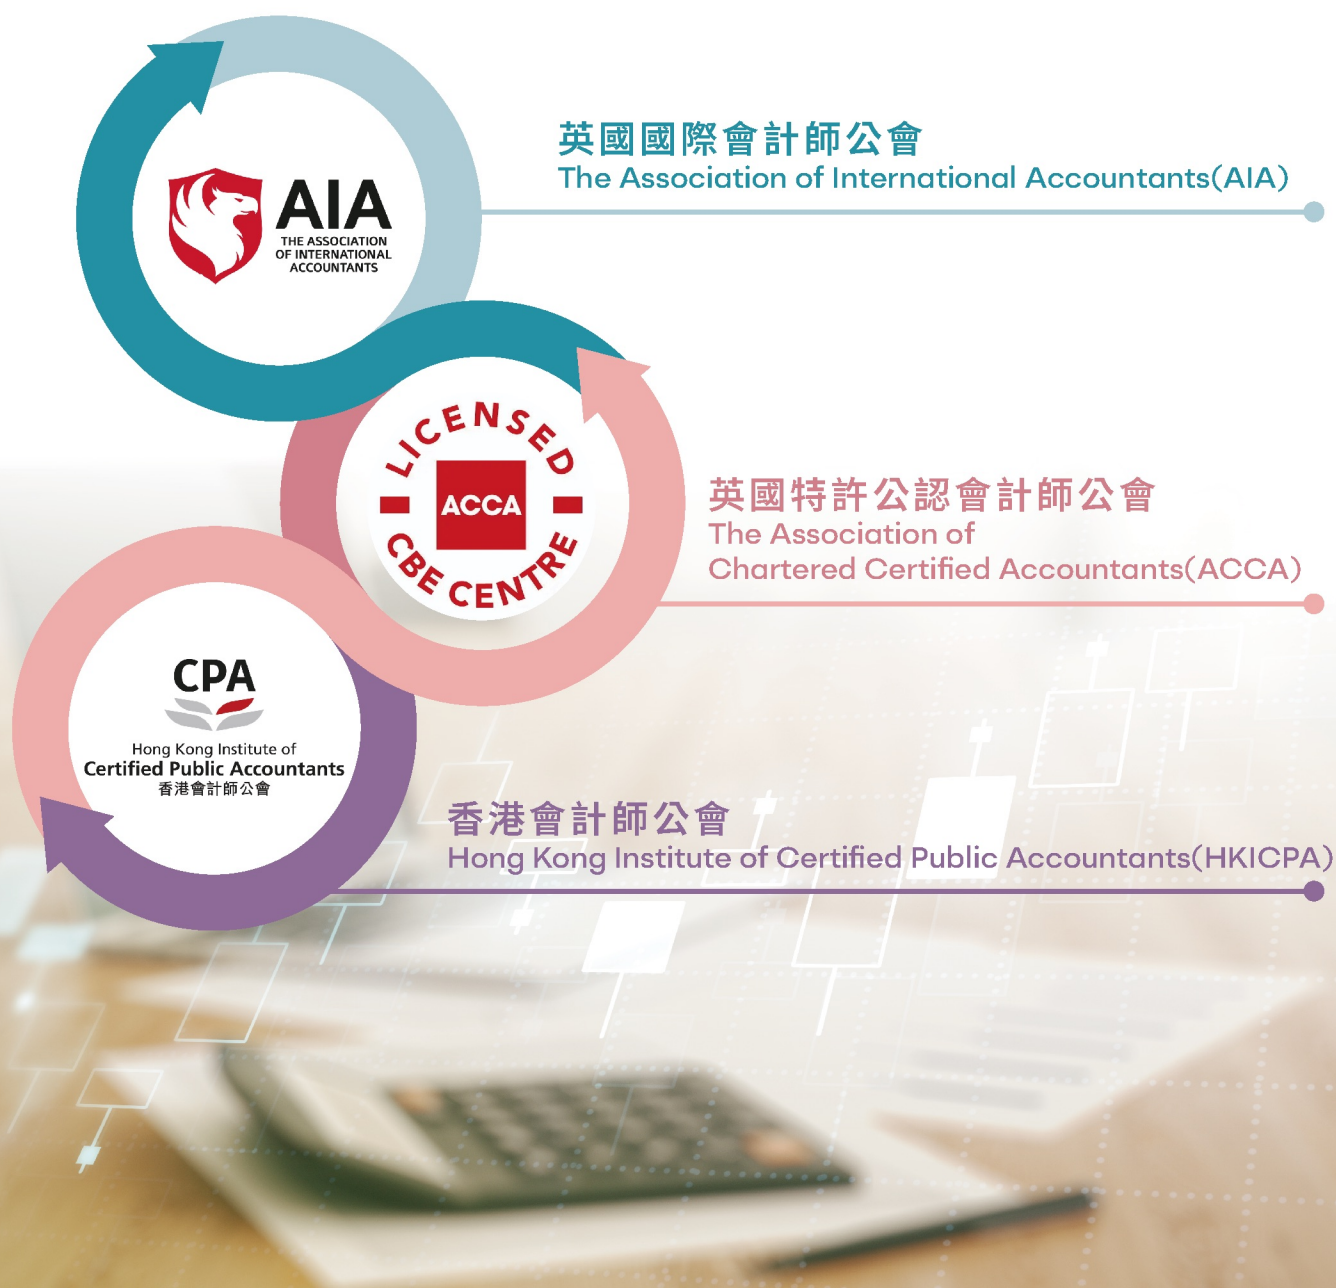 AIA
THE ASSOCIATION
OF INTERNATIONAL
ACCOUNTANTS
英國國際會計師公會
The Association of International Accountants(AIA)
LICENSED
ACCA
CBE CENTRE
英國特許公認會計師公會
The Association of
Chartered Certified Accountants(ACCA)
CPA
Hong Kong Institute of
Certified Public Accountants
香港會計師公會
香港會計師公會
Hong Kong Institute of Certified Public Accountants(HKICPA)